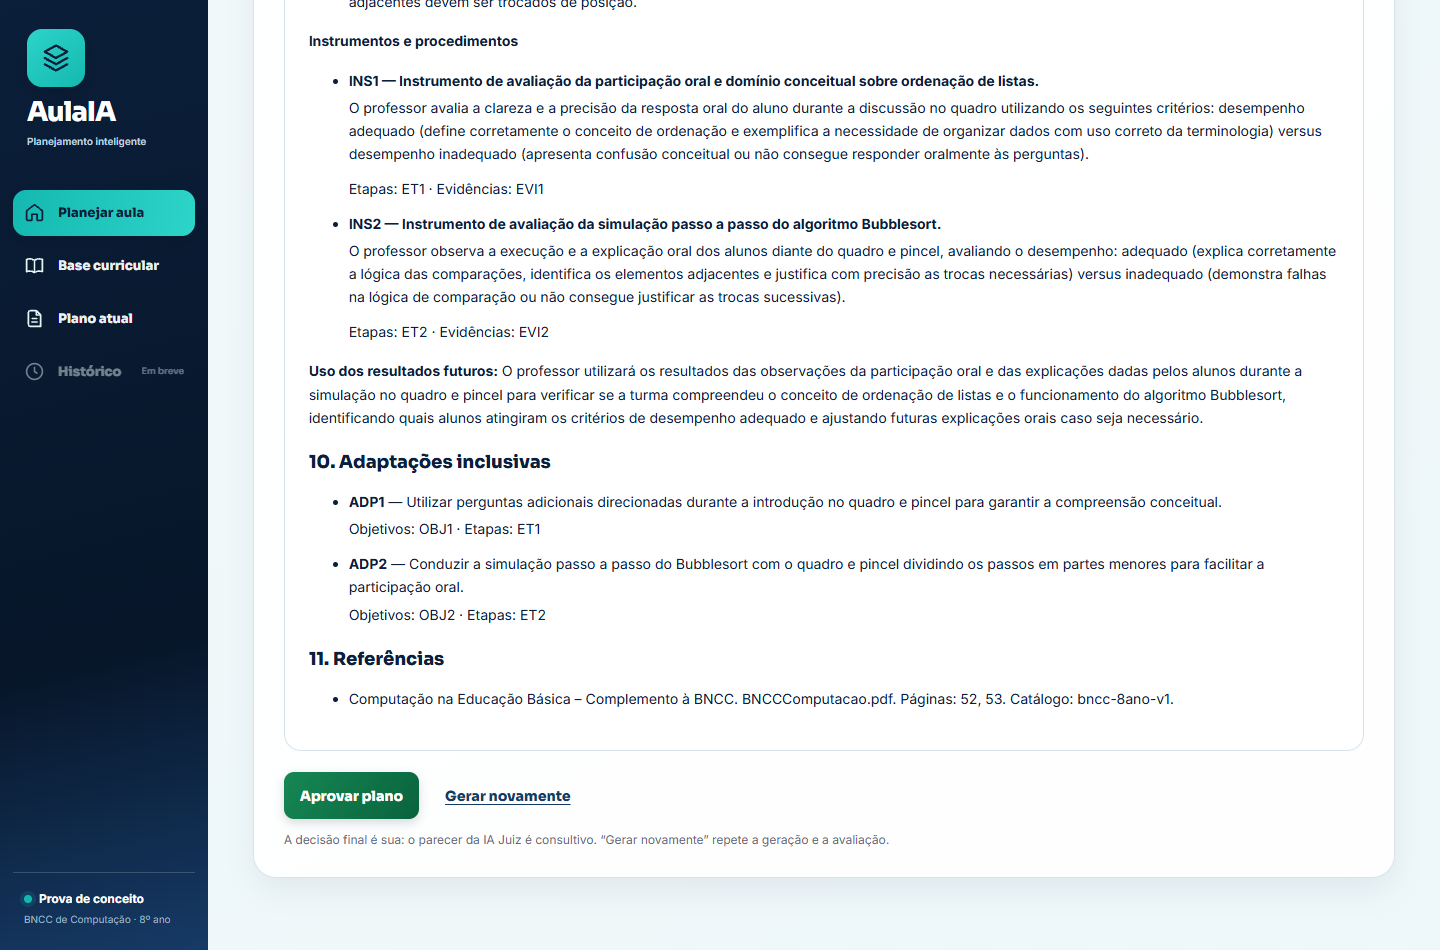 AulaIA
Planejamento inteligente
Planejar aula
Base curricular
Plano atual
Histórico Em breve
Prova de conceito
BNCC de Computação · 8º ano
adjacentes devem ser trocados de posição.
Instrumentos e procedimentos
• INS1 — Instrumento de avaliação da participação oral e domínio conceitual sobre ordenação de listas.
O professor avalia a clareza e a precisão da resposta oral do aluno durante a discussão no quadro utilizando os seguintes critérios: desempenho
adequado (define corretamente o conceito de ordenação e exemplifica a necessidade de organizar dados com uso correto da terminologia) versus
desempenho inadequado (apresenta confusão conceitual ou não consegue responder oralmente às perguntas).
Etapas: ET1 · Evidências: EVI1
• INS2 — Instrumento de avaliação da simulação passo a passo do algoritmo Bubblesort.
O professor observa a execução e a explicação oral dos alunos diante do quadro e pincel, avaliando o desempenho: adequado (explica corretamente
a lógica das comparações, identifica os elementos adjacentes e justifica com precisão as trocas necessárias) versus inadequado (demonstra falhas
na lógica de comparação ou não consegue justificar as trocas sucessivas).
Etapas: ET2 · Evidências: EVI2
Uso dos resultados futuros: O professor utilizará os resultados das observações da participação oral e das explicações dadas pelos alunos durante a
simulação no quadro e pincel para verificar se a turma compreendeu o conceito de ordenação de listas e o funcionamento do algoritmo Bubblesort,
identificando quais alunos atingiram os critérios de desempenho adequado e ajustando futuras explicações orais caso seja necessário.
10. Adaptações inclusivas
• ADP1 — Utilizar perguntas adicionais direcionadas durante a introdução no quadro e pincel para garantir a compreensão conceitual.
Objetivos: OBJ1 · Etapas: ET1
• ADP2 — Conduzir a simulação passo a passo do Bubblesort com o quadro e pincel dividindo os passos em partes menores para facilitar a
participação oral.
Objetivos: OBJ2 · Etapas: ET2
11. Referências
• Computação na Educação Básica – Complemento à BNCC. BNCCComputacao.pdf. Páginas: 52, 53. Catálogo: bncc-8ano-v1.
Aprovar plano
Gerar novamente
A decisão final é sua: o parecer da IA Juiz é consultivo. “Gerar novamente” repete a geração e a avaliação.